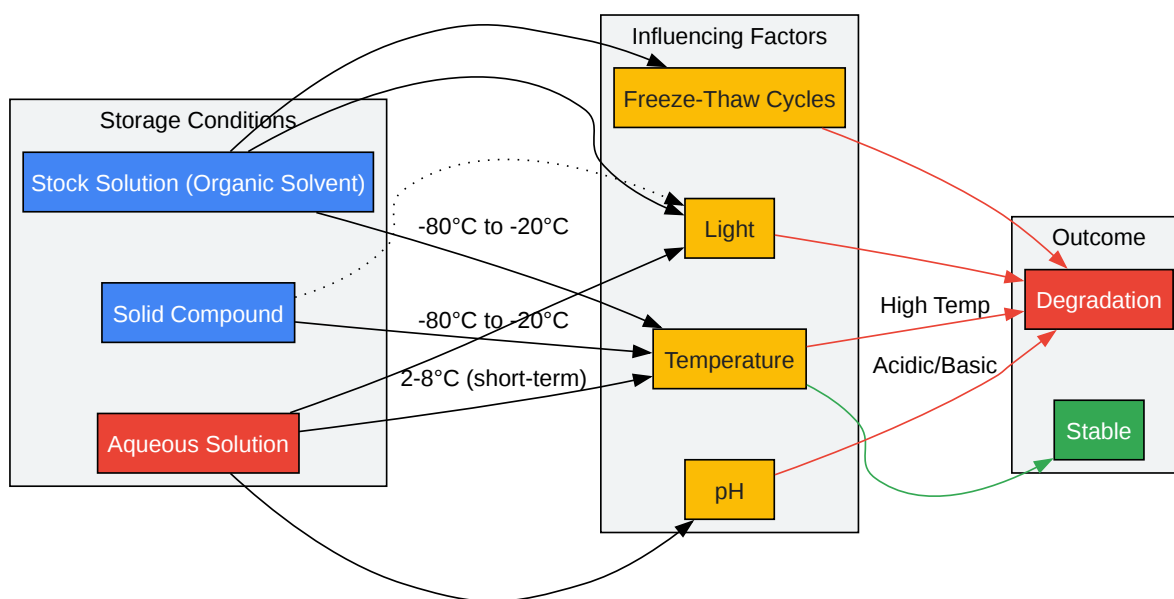 Storage Conditions
Stock Solution (Organic Solvent)
Solid Compound
Aqueous Solution
-80°C to -20°C
-80°C to -20°C
2-8°C (short-term)
Influencing Factors
Freeze-Thaw Cycles
Light
Temperature
pH
High Temp
Acidic/Basic
Outcome
Degradation
Stable